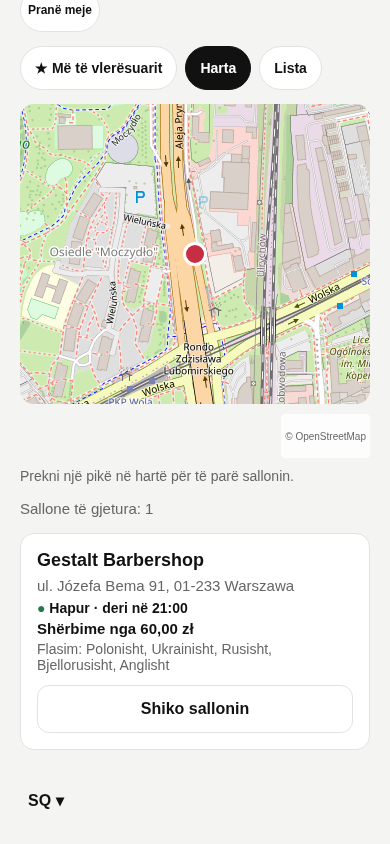 Pranë meje
★ Më të vlerësuarit
Harta
Lista
Moczydło
Wieluńska
Osiedle "Moczydło"
Wieluńska
Ulrychów
Wolska
Rondo
Zdzisława
Lubomirskiego
Wolska
PKP Wola
© OpenStreetMap
Prekni një pikë në hartë për të parë sallonin.
Sallone të gjetura: 1
Gestalt Barbershop
ul. Józefa Bema 91, 01-233 Warszawa
● Hapur · deri në 21:00
Shërbime nga 60,00 zł
Flasim: Polonisht, Ukrainisht, Rusisht,
Bjellorusisht, Anglisht
Shiko sallonin
SQ ▾